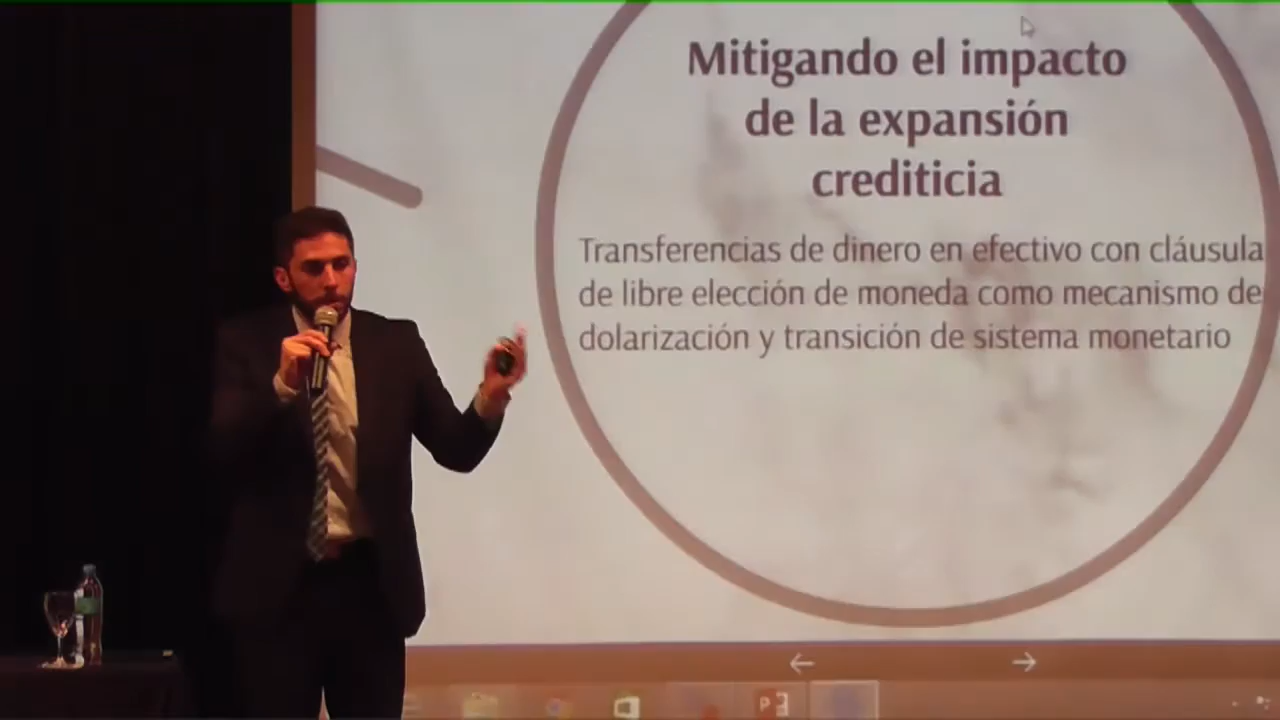 Mitigando el impacto
de la expansión
crediticia
Transferencias de dinero en efectivo con cláusula
de libre elección de moneda como mecanismo de
dolarización y transición de sistema monetario